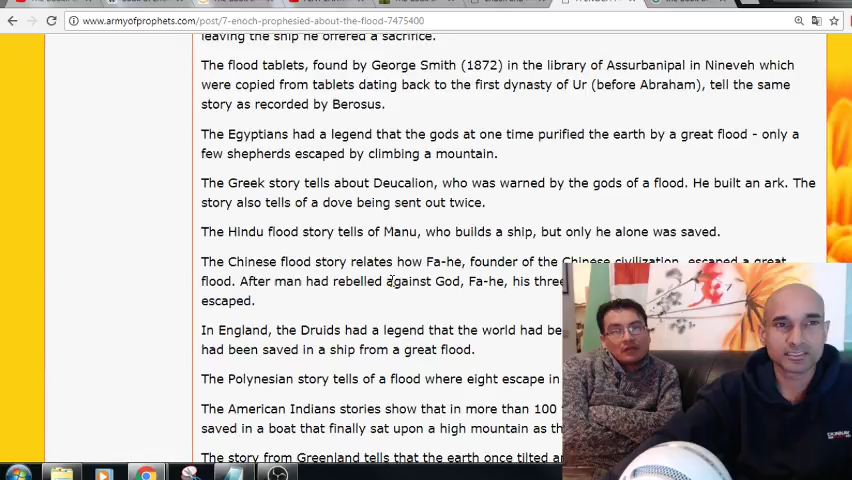 www.armyofprophets.com/post/7-enoch-prophesied-about-the-flood-7475400
leaving the ship he offered a sacrifice.
The flood tablets, found by George Smith (1872) in the library of Assurbanipal in Nineveh which
were copied from tablets dating back to the first dynasty of Ur (before Abraham), tell the same
story as recorded by Berosus.
The Egyptians had a legend that the gods at one time purified the earth by a great flood - only a
few shepherds escaped by climbing a mountain.
The Greek story tells about Deucalion, who was warned by the gods of a flood. He built an ark. The
story also tells of a dove being sent out twice.
The Hindu flood story tells of Manu, who builds a ship, but only he alone was saved.
The Chinese flood story relates how Fa-he, founder of the Chinese civilization, escaped a great
flood. After man had rebelled against God, Fa-he, his three
escaped.
In England, the Druids had a legend that the world had be
had been saved in a ship from a great flood.
The Polynesian story tells of a flood where eight escape in
The American Indians stories show that in more than 100
saved in a boat that finally sat upon a high mountain as th
The story from Greenland tells that the earth once tilted an